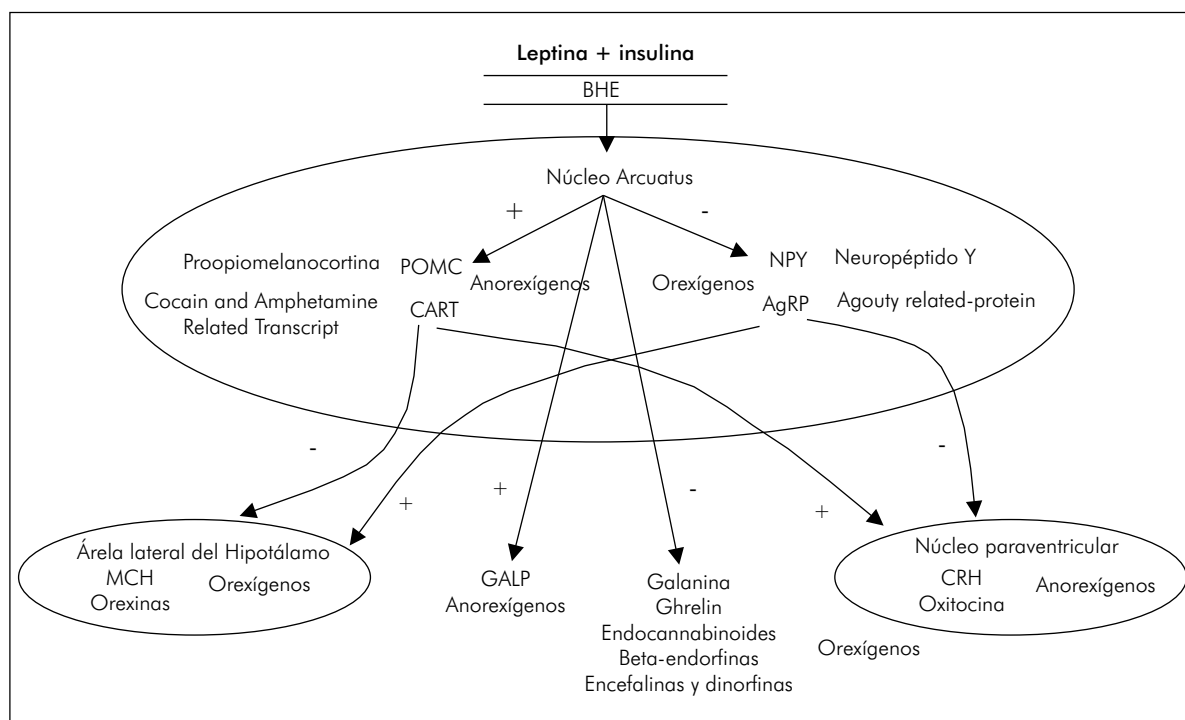 Leptina + insulina
BHE
Núcleo Arcuatus
+
-
Proopiomelanocortina
POMC
Anorexígenos
Orexígenos
NPY
Neuropéptido Y
Cocain and Amphetamine
Related Transcript
CART
AgRP
Agouty related-protein
-
+
+
-
+
-
Árela lateral del Hipotálamo
MCH
Orexinas
Orexígenos
GALP
Anorexígenos
Galanina
Ghrelin
Endocannabinoides
Beta-endorfinas
Encefalinas y dinorfinas
Orexígenos
Núcleo paraventricular
CRH
Oxitocina
Anorexígenos